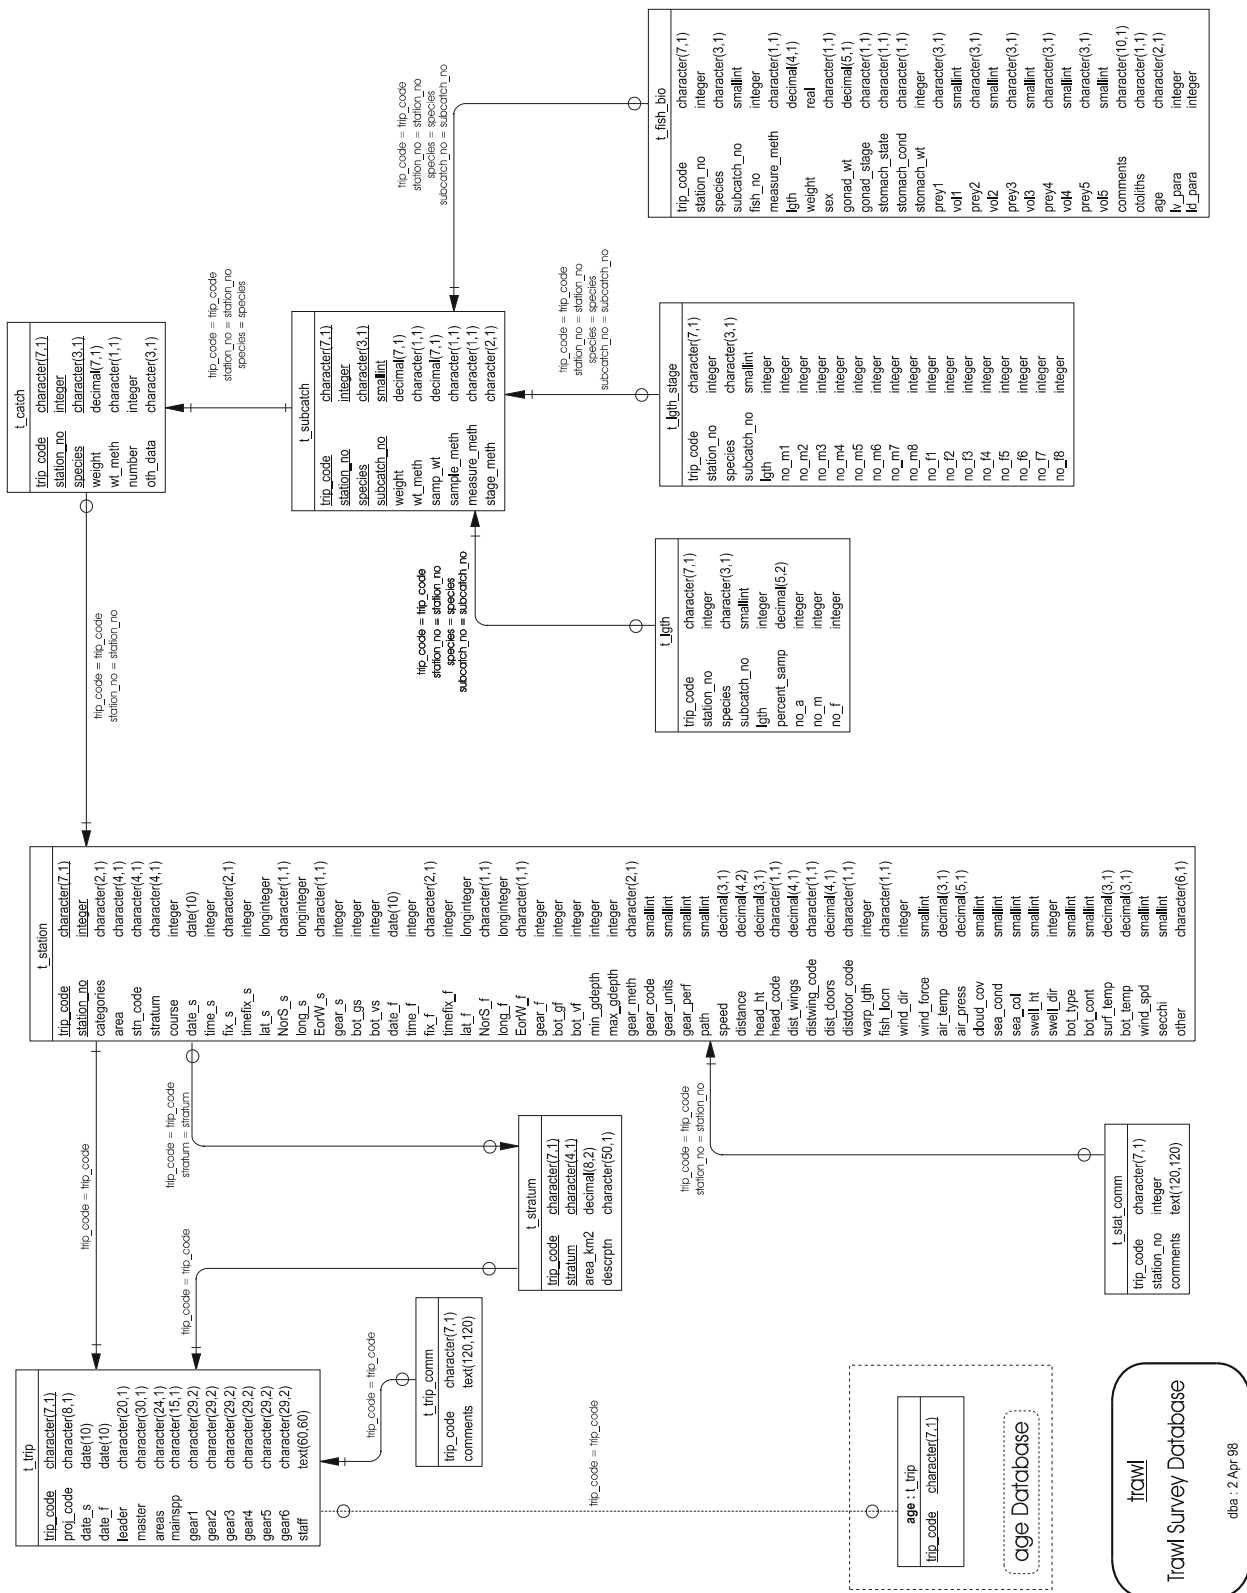 t_trip
trip_code character(7,1)
proj_code character(8,1)
date_s date(10)
date_f date(10)
leader character(20,1)
master character(30,1)
areas character(24,1)
mainspp character(15,1)
gear1 character(29,2)
gear2 character(29,2)
gear3 character(29,2)
gear4 character(29,2)
gear5 character(29,2)
gear6 character(29,2)
staff text(60,60)
trip_code = trip_code
trip_code = trip_code
trip_code = trip_code
trip_code = trip_code
t_trip_comm
trip_code character(7,1)
comments text(120,120)
t_stratum
trip_code character(7,1)
stratum character(4,1)
area_km2 decimal(8,2)
descrptn character(50,1)
trip_code = trip_code
stratum = stratum
t_station
trip_code character(7,1)
station_no integer
categories character(2,1)
area character(4,1)
stn_code character(4,1)
stratum character(4,1)
course integer
date_s date(10)
time_s integer
fix_s character(2,1)
timefix_s integer
lat_s longinteger
NorS_s character(1,1)
long_s longinteger
EorW_s character(1,1)
gear_s integer
bot_gs integer
bot_vs integer
date_f date(10)
time_f integer
fix_f character(2,1)
timefix_f integer
lat_f longinteger
NorS_f character(1,1)
long_f longinteger
EorW_f character(1,1)
gear_f integer
bot_gf integer
bot_vf integer
min_gdepth integer
max_gdepth integer
gear_meth character(2,1)
gear_code smallint
gear_units smallint
gear_perf smallint
path smallint
speed decimal(3,1)
distance decimal(4,2)
head_ht decimal(3,1)
head_code character(1,1)
dist_wings decimal(4,1)
distwing_code character(1,1)
dist_doors decimal(4,1)
distdoor_code character(1,1)
warp_lgth integer
fish_locn character(1,1)
wind_dir integer
wind_force smallint
air_temp decimal(3,1)
air_press decimal(5,1)
cloud_cov smallint
sea_cond smallint
sea_col smallint
swell_ht smallint
swell_dir integer
bot_type smallint
bot_cont smallint
surf_temp decimal(3,1)
bot_temp decimal(3,1)
wind_spd smallint
secchi smallint
other character(6,1)
trip_code = trip_code
station_no = station_no
t_stat_comm
trip_code character(7,1)
station_no integer
comments text(120,120)
trip_code = trip_code
station_no = station_no
t_catch
trip_code character(7,1)
station_no integer
species character(3,1)
weight decimal(7,1)
wt_meth character(1,1)
number integer
oth_data character(3,1)
trip_code = trip_code
station_no = station_no
species = species
t_subcatch
trip_code character(7,1)
station_no integer
species character(3,1)
subcatch_no smallint
weight decimal(7,1)
wt_meth character(1,1)
samp_wt decimal(7,1)
sample_meth character(1,1)
measure_meth character(1,1)
stage_meth character(2,1)
trip_code = trip_code
station_no = station_no
species = species
subcatch_no = subcatch_no
t_lgth
trip_code character(7,1)
station_no integer
species character(3,1)
subcatch_no smallint
lgth integer
percent_samp decimal(5,2)
no_a integer
no_m integer
no_f integer
trip_code = trip_code
station_no = station_no
species = species
subcatch_no = subcatch_no
t_lgth_stage
trip_code character(7,1)
station_no integer
species character(3,1)
subcatch_no smallint
lgth integer
no_m1 integer
no_m2 integer
no_m3 integer
no_m4 integer
no_m5 integer
no_m6 integer
no_m7 integer
no_m8 integer
no_f1 integer
no_f2 integer
no_f3 integer
no_f4 integer
no_f5 integer
no_f6 integer
no_f7 integer
no_f8 integer
trip_code = trip_code
station_no = station_no
species = species
subcatch_no = subcatch_no
t_fish_bio
trip_code character(7,1)
station_no integer
species character(3,1)
subcatch_no smallint
fish_no integer
measure_meth character(1,1)
lgth decimal(4,1)
weight real
sex character(1,1)
gonad_wt decimal(5,1)
gonad_stage character(1,1)
stomach_state character(1,1)
stomach_cond character(1,1)
stomach_wt integer
prey1 character(3,1)
vol1 smallint
prey2 character(3,1)
vol2 smallint
prey3 character(3,1)
vol3 smallint
prey4 character(3,1)
vol4 smallint
prey5 character(3,1)
vol5 smallint
comments character(10,1)
otoliths character(1,1)
age character(2,1)
lv_para integer
ld_para integer
age : t_trip
trip_code character(7,1)
age Database
trawl
Trawl Survey Database
dba : 2 Apr 98